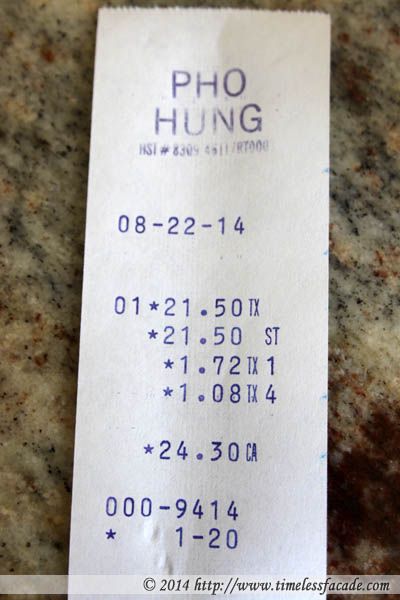 PHO
HUNG
HST #
08-22-14
01*21.50TX
*21.50 ST
*1.72TX1
*1.08TX4
*24.30CA
000-9414
* 1-20
© 2014 http://www.timelessfacade.com/